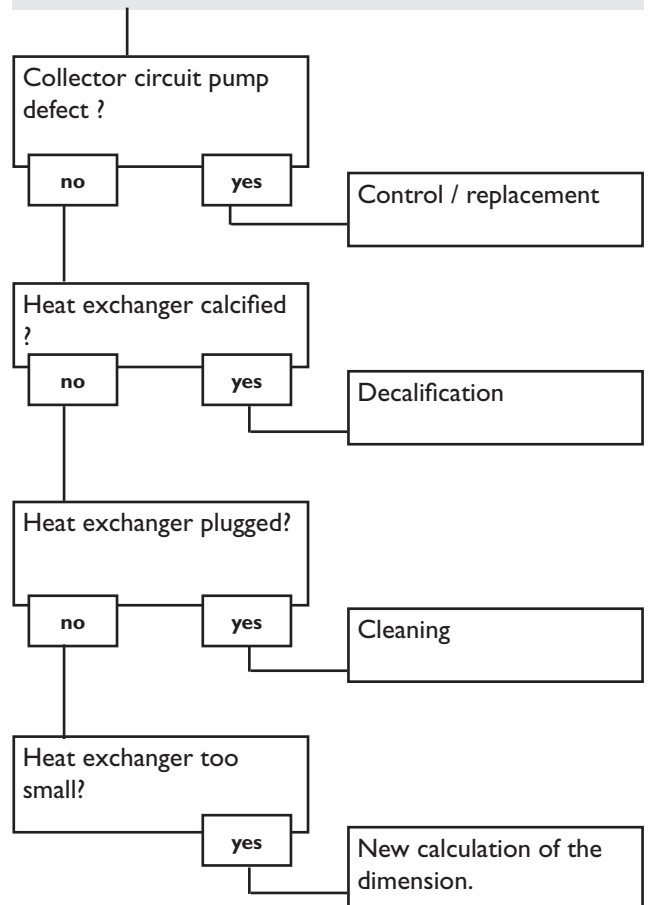 Collector circuit pump
defect ?
no
yes
Control / replacement
Heat exchanger calcified
?
no
yes
Decalification
Heat exchanger plugged?
no
yes
Cleaning
Heat exchanger too
small?
yes
New calculation of the
dimension.